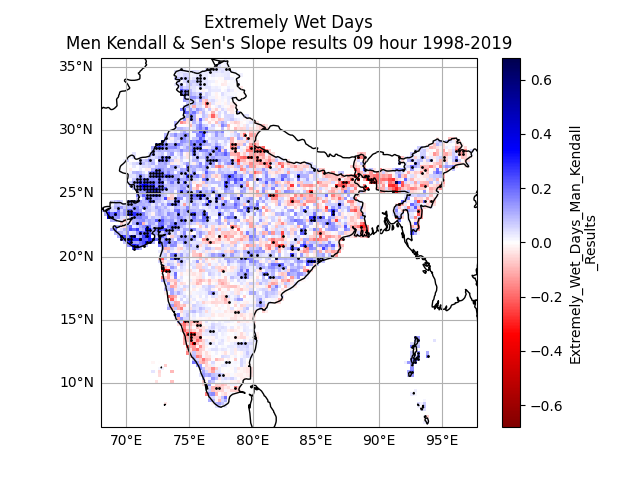 Extremely Wet Days
Men Kendall & Sen's Slope results 09 hour 1998-2019
35°N
30°N
25°N
20°N
15°N
10°N
70°E 75°E 80°E 85°E 90°E 95°E
0.6
0.4
0.2
0.0
−0.2
−0.4
−0.6
Extremely_Wet_Days_Man_Kendall
_Results